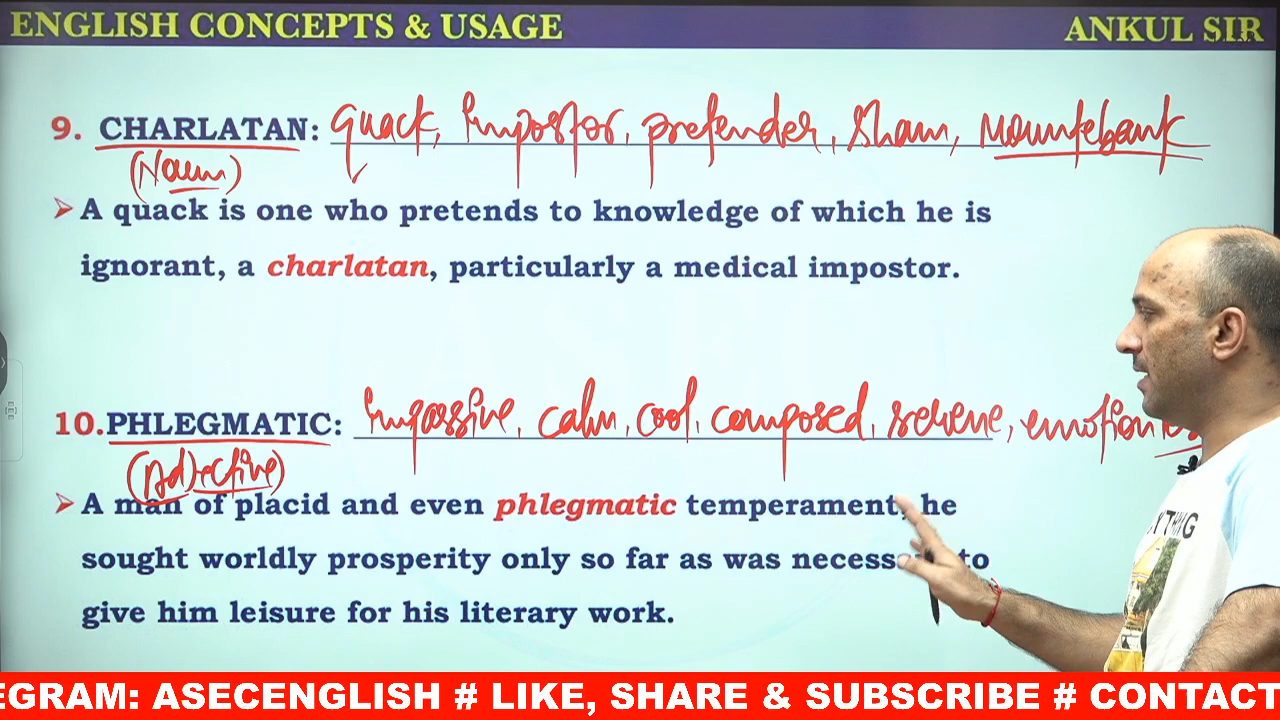 ENGLISH CONCEPTS & USAGE ANKUL SIR
9. CHARLATAN: quack, Impostor, pretender, Sham, Mountebank
(Noun)
➢ A quack is one who pretends to knowledge of which he is
ignorant, a charlatan, particularly a medical impostor.
10.PHLEGMATIC: Impassive, calm, cool, composed, serene, emotionless
(Adjective)
➢ A man of placid and even phlegmatic temperament, he
sought worldly prosperity only so far as was necessary to
give him leisure for his literary work.
EGRAM: ASECENGLISH # LIKE, SHARE & SUBSCRIBE # CONTACT